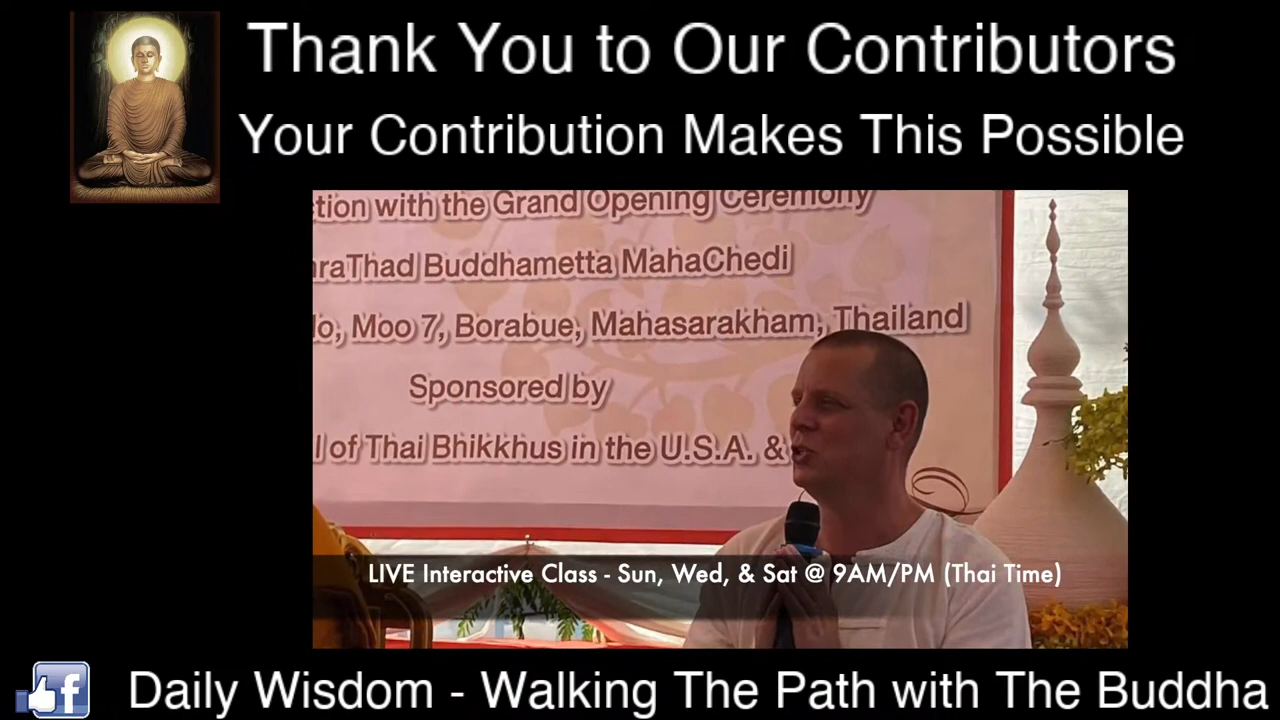 Thank You to Our Contributors
Your Contribution Makes This Possible
with the Grand Opening Ceremony
Buddhametta MahaChedi
Moo 7, Borabue, Mahasarakham, Thailand
Sponsored by
of Thai Bhikkhus in the U.S.A. &
LIVE Interactive Class - Sun, Wed, & Sat @ 9AM/PM (Thai Time)
f Daily Wisdom - Walking The Path with The Buddha